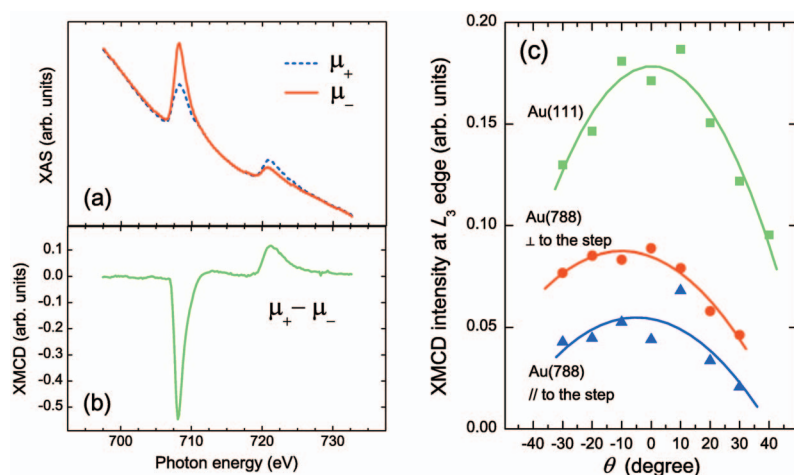 XAS (arb. units)
μ+
μ−
(a)
XMCD (arb. units)
0.1
0.0
-0.1
-0.2
-0.3
-0.4
-0.5
μ+ − μ−
(b)
700
710
720
730
Photon energy (eV)
XMCD intensity at L3 edge (arb. units)
0.20
0.15
0.10
0.05
0.00
(c)
Au(111)
Au(788)
⊥ to the step
Au(788)
// to the step
-40 -30 -20 -10 0 10 20 30 40
θ (degree)